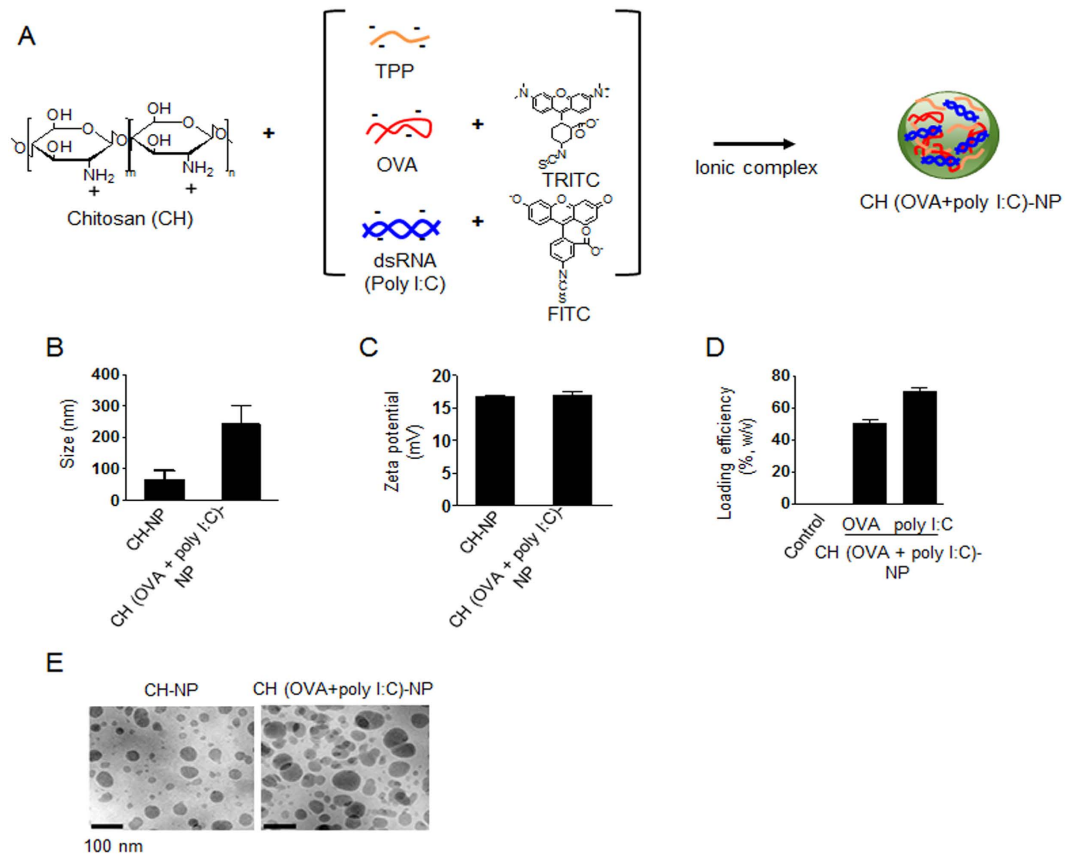 A
TPP
OVA
dsRNA
(Poly I:C)
+
+
+
TRITC
FITC
OH
OH
O
O
OH
O
OH
O
HO
HO
NH₂
m
NH₂
n
+
+
Chitosan (CH)
Ionic complex
CH (OVA+poly I:C)-NP
B
Size (nm)
400
300
200
100
0
CH-NP
CH (OVA + poly I:C)-
NP
C
Zeta potential
(mV)
20
15
10
5
0
CH-NP
CH (OVA + poly I:C)-
NP
D
Loading efficiency
(%, w/v)
80
60
40
20
0
Control
OVA poly I:C
CH (OVA + poly I:C)-
NP
E
CH-NP
CH (OVA+poly I:C)-NP
100 nm